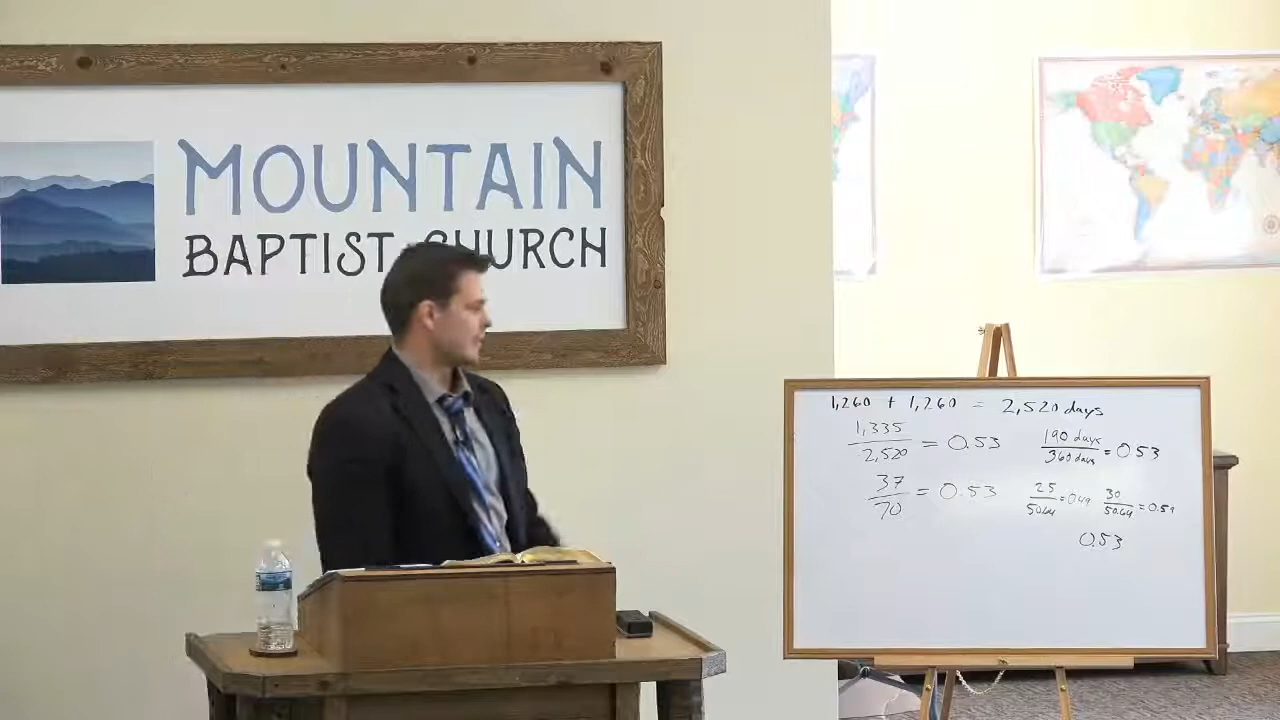 MOUNTAIN
BAPTIST CHURCH
1,260 + 1,260 = 2,520 days
1,335 / 2,520 = 0.53
190 days / 360 days = 0.53
37 / 70 = 0.53
25 / 50.64 = 0.49
30 / 50.64 = 0.59
0.53